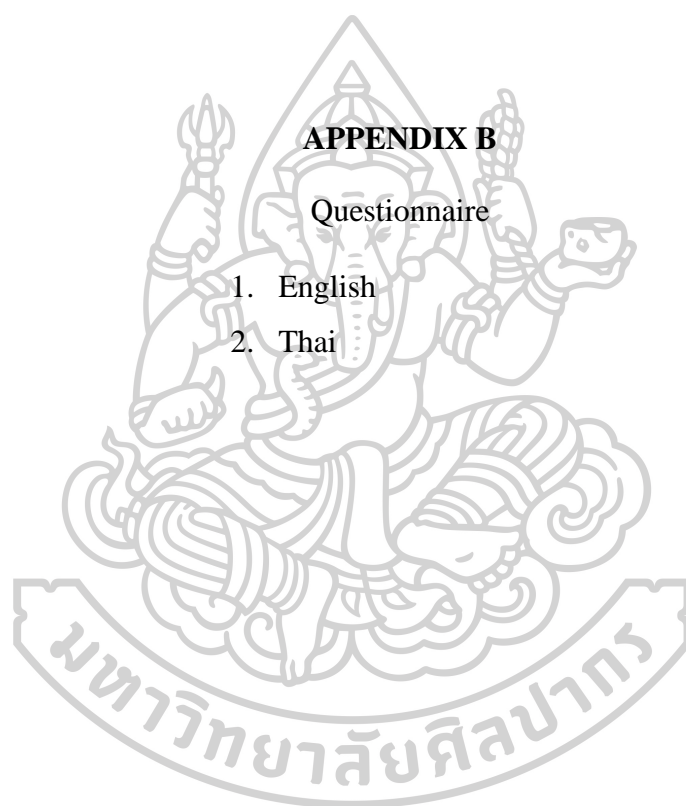 APPENDIX B
Questionnaire
1. English
2. Thai
มหาวิทยาลัยศิลปากร